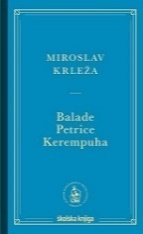 MIROSLAV
KRLEŽA
Balade
Petrice
Kerempuha
školska knjiga